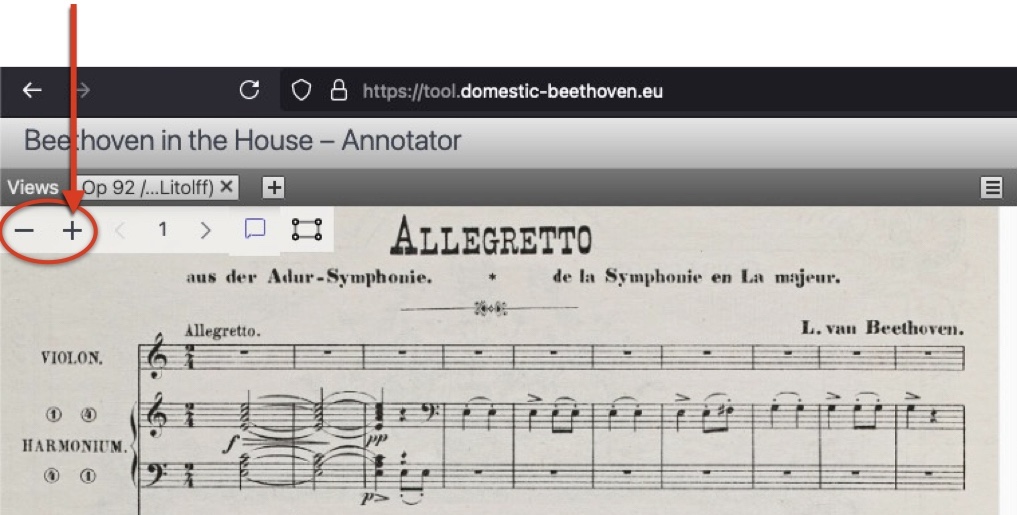 https://tool.domestic-beethoven.eu
Beethoven in the House – Annotator
Views Op 92 /...Litolff) × +
− + < 1 >
ALLEGRETTO
aus der Adur-Symphonie. * de la Symphonie en La majeur.
Allegretto. L. van Beethoven.
VIOLON.
① ④
HARMONIUM.
f pp
④ ①
p